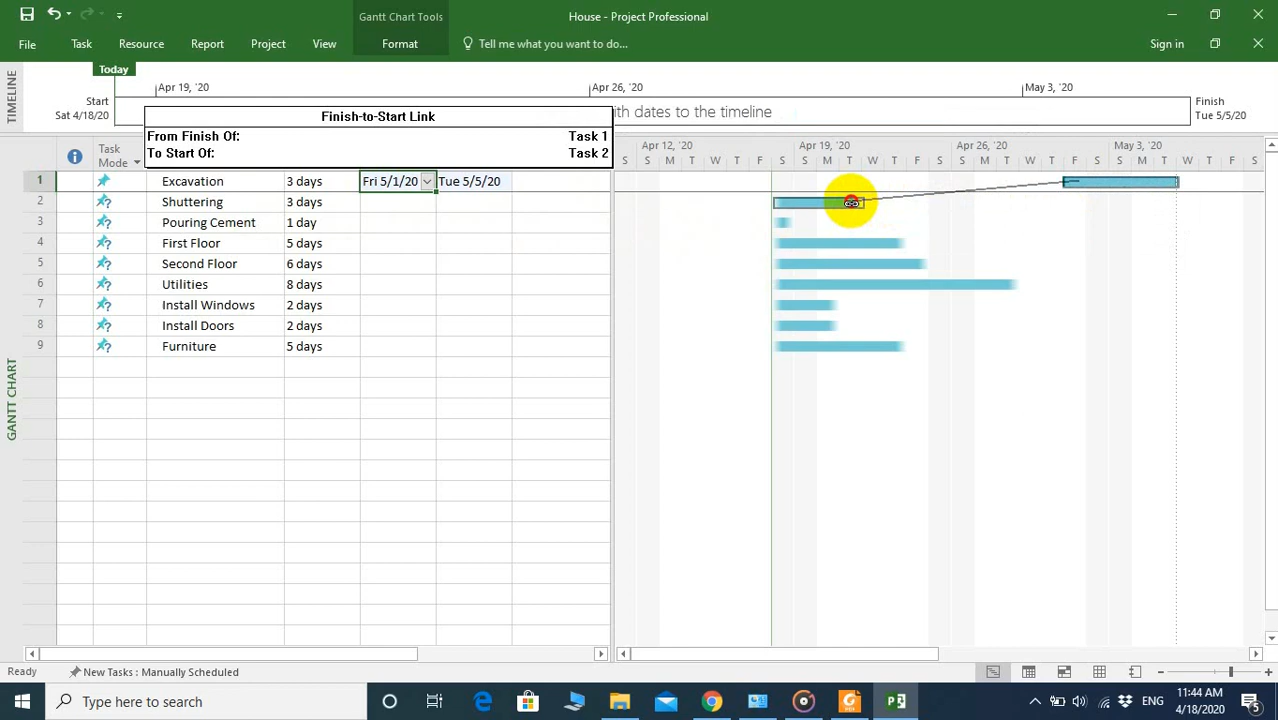 Gantt Chart Tools
House - Project Professional
File Task Resource Report Project View Format Tell me what you want to do... Sign in
Today
TIMELINE
Start
Sat 4/18/20
Apr 19, '20 Apr 26, '20 May 3, '20
Finish
Tue 5/5/20
th dates to the timeline
Finish-to-Start Link
From Finish Of: Task 1
To Start Of: Task 2
Task
Mode
Apr 12, '20 Apr 19, '20 Apr 26, '20 May 3, '20
S S M T W T F S S M T W T F S S M T W T F S S M T W T F S
1 Excavation 3 days Fri 5/1/20 Tue 5/5/20
2 Shuttering 3 days
3 Pouring Cement 1 day
4 First Floor 5 days
5 Second Floor 6 days
6 Utilities 8 days
7 Install Windows 2 days
8 Install Doors 2 days
9 Furniture 5 days
GANTT CHART
Ready New Tasks : Manually Scheduled
Type here to search
ENG
11:44 AM
4/18/2020
5